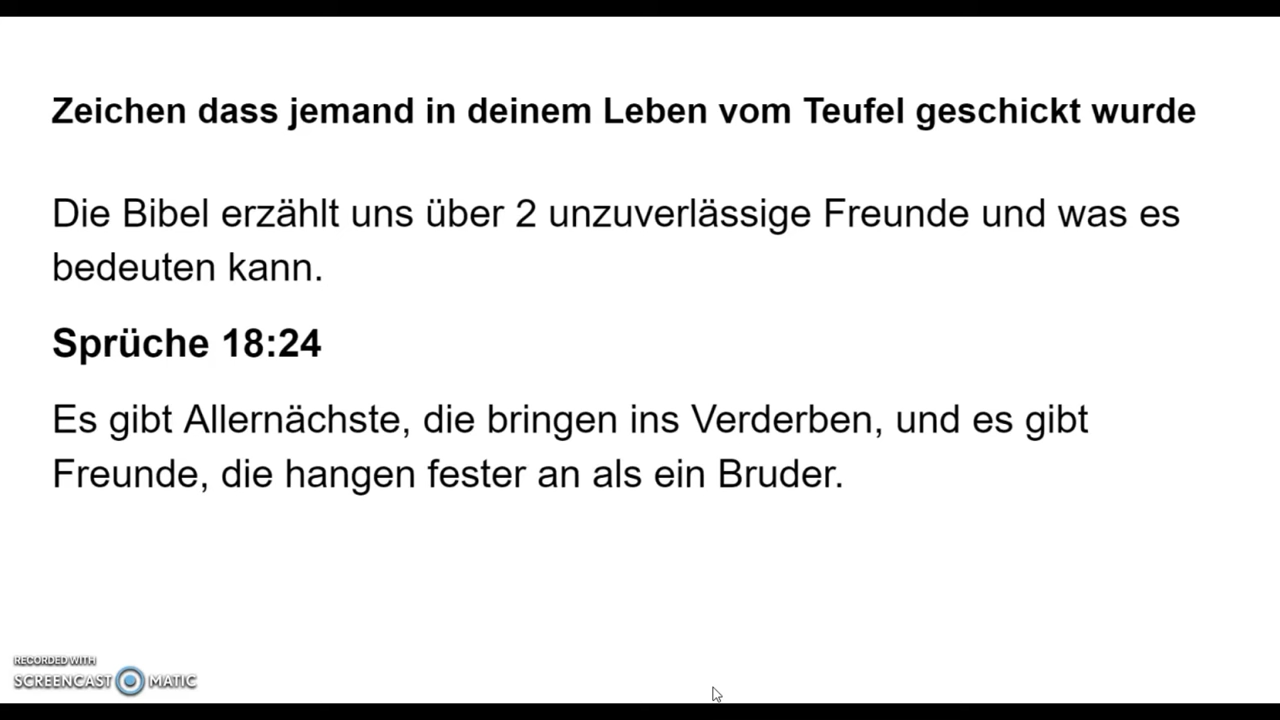 Zeichen dass jemand in deinem Leben vom Teufel geschickt wurde
Die Bibel erzählt uns über 2 unzuverlässige Freunde und was es
bedeuten kann.
Sprüche 18:24
Es gibt Allernächste, die bringen ins Verderben, und es gibt
Freunde, die hangen fester an als ein Bruder.
RECORDED WITH
SCREENCAST MATIC